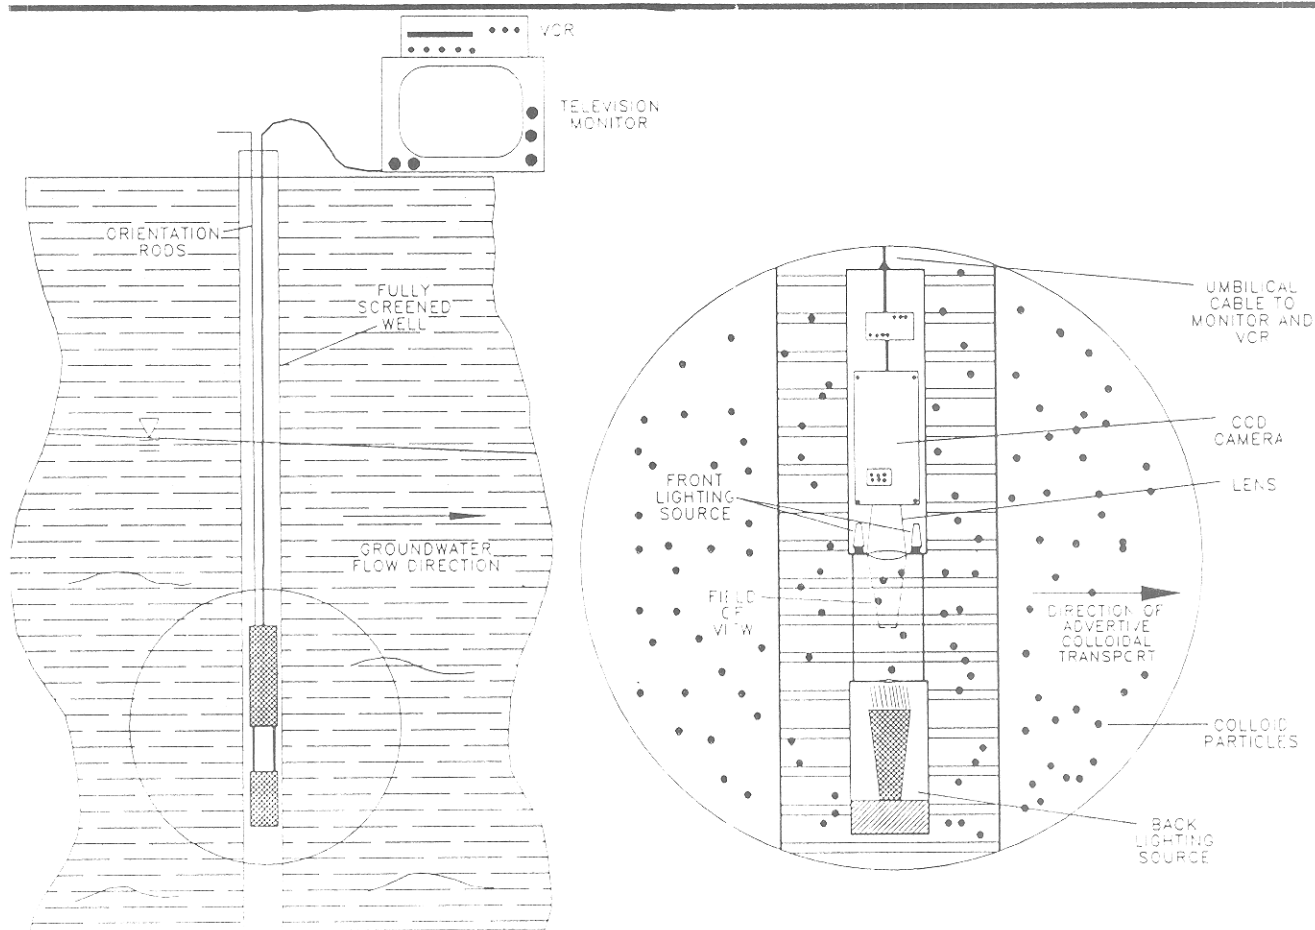 VCR
TELEVISION
MONITOR
ORIENTATION
RODS
FULLY
SCREENED
WELL
GROUNDWATER
FLOW DIRECTION
UMBILICAL
CABLE TO
MONITOR AND
VCR
CCD
CAMERA
LENS
FRONT
LIGHTING
SOURCE
FIELD
OF
VIEW
DIRECTION OF
ADVERTIVE
COLLOIDAL
TRANSPORT
COLLOID
PARTICLES
BACK
LIGHTING
SOURCE